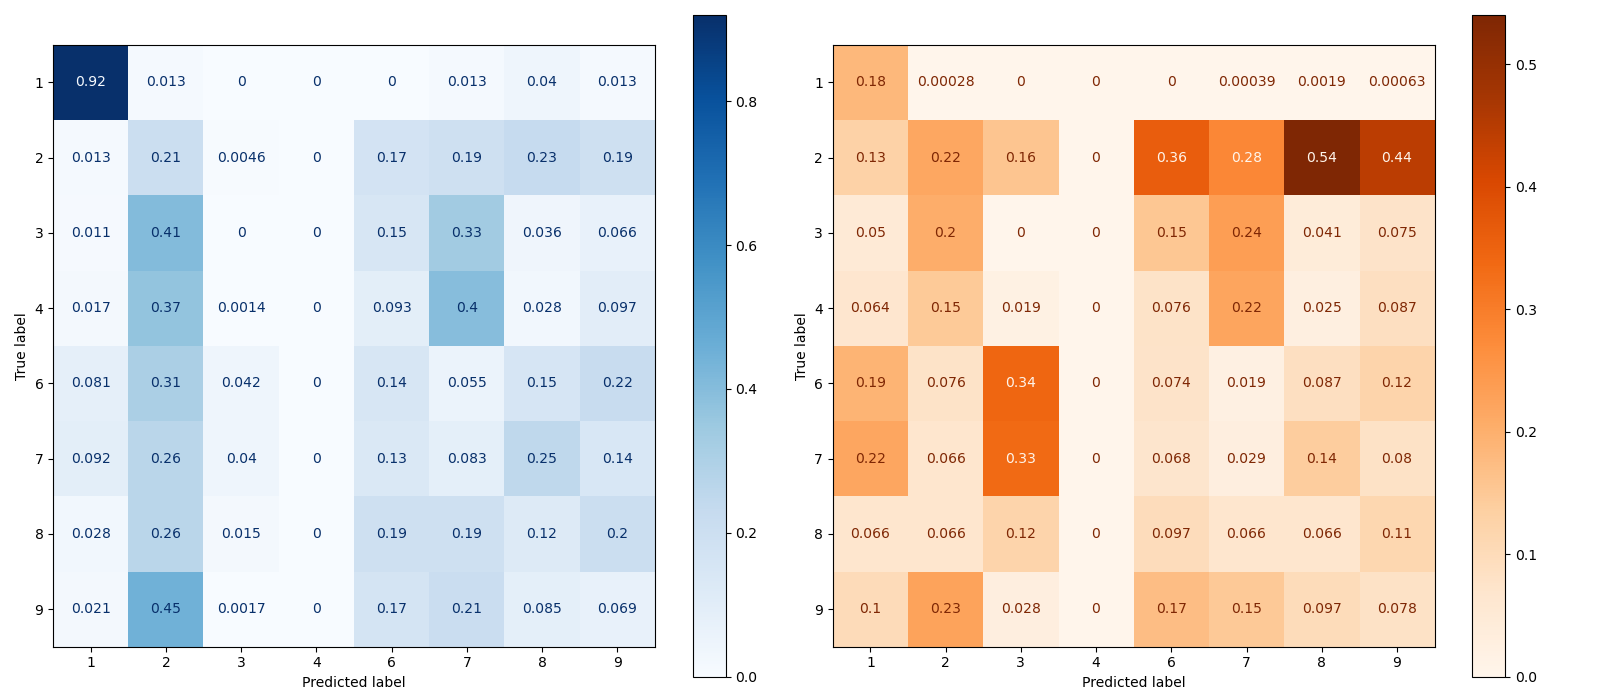 1 0.92 0.013 0 0 0 0.013 0.04 0.013
2 0.013 0.21 0.0046 0 0.17 0.19 0.23 0.19
3 0.011 0.41 0 0 0.15 0.33 0.036 0.066
4 0.017 0.37 0.0014 0 0.093 0.4 0.028 0.097
6 0.081 0.31 0.042 0 0.14 0.055 0.15 0.22
7 0.092 0.26 0.04 0 0.13 0.083 0.25 0.14
8 0.028 0.26 0.015 0 0.19 0.19 0.12 0.2
9 0.021 0.45 0.0017 0 0.17 0.21 0.085 0.069
1 2 3 4 6 7 8 9
Predicted label
True label
0.8
0.6
0.4
0.2
0.0
1 0.18 0.00028 0 0 0 0.00039 0.0019 0.00063
2 0.13 0.22 0.16 0 0.36 0.28 0.54 0.44
3 0.05 0.2 0 0 0.15 0.24 0.041 0.075
4 0.064 0.15 0.019 0 0.076 0.22 0.025 0.087
6 0.19 0.076 0.34 0 0.074 0.019 0.087 0.12
7 0.22 0.066 0.33 0 0.068 0.029 0.14 0.08
8 0.066 0.066 0.12 0 0.097 0.066 0.066 0.11
9 0.1 0.23 0.028 0 0.17 0.15 0.097 0.078
1 2 3 4 6 7 8 9
Predicted label
True label
0.5
0.4
0.3
0.2
0.1
0.0